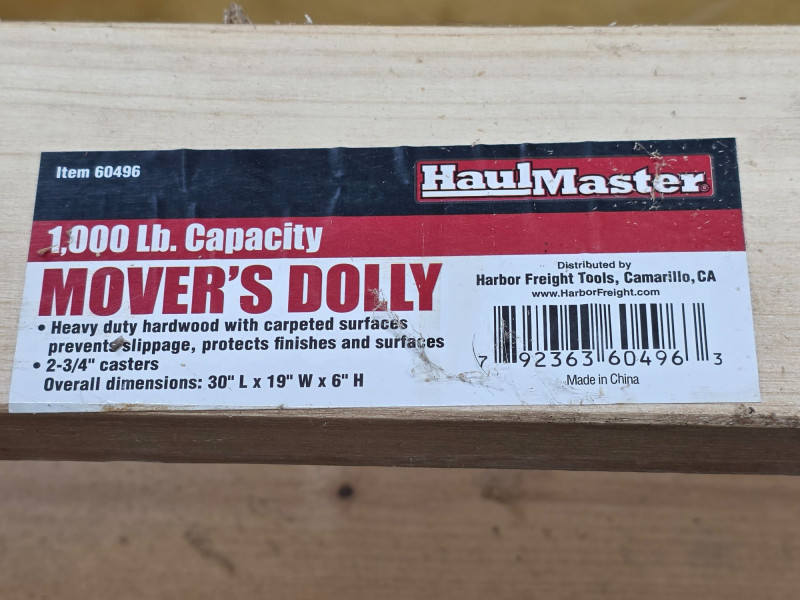 Item 60496
HaulMaster®
1,000 Lb. Capacity
MOVER'S DOLLY
• Heavy duty hardwood with carpeted surfaces
prevents slippage, protects finishes and surfaces
• 2-3/4" casters
Overall dimensions: 30" L x 19" W x 6" H
Distributed by
Harbor Freight Tools, Camarillo, CA
www.HarborFreight.com
7 92363 60496 3
Made in China